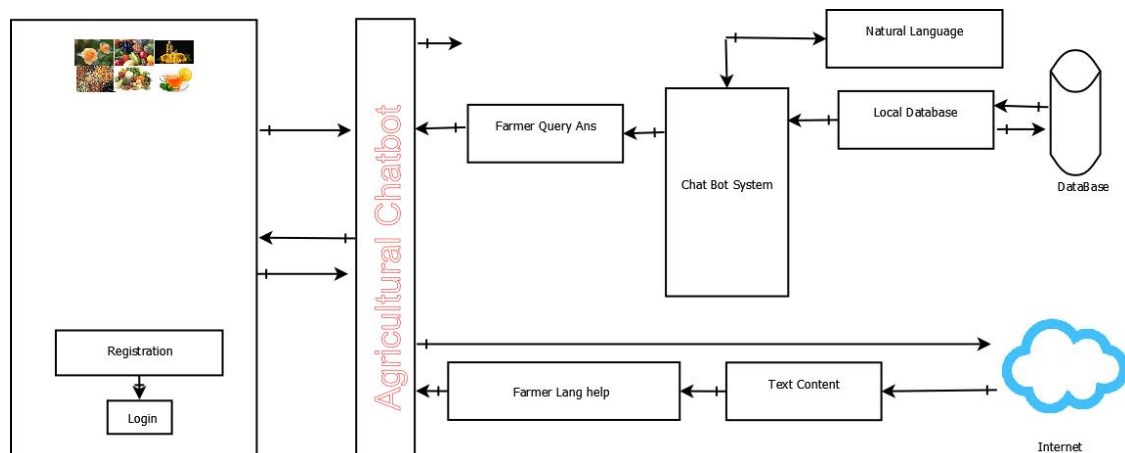 Natural Language
Farmer Query Ans
Local Database
Chat Bot System
DataBase
Agricultural Chatbot
Registration
Login
Farmer Lang help
Text Content
Internet